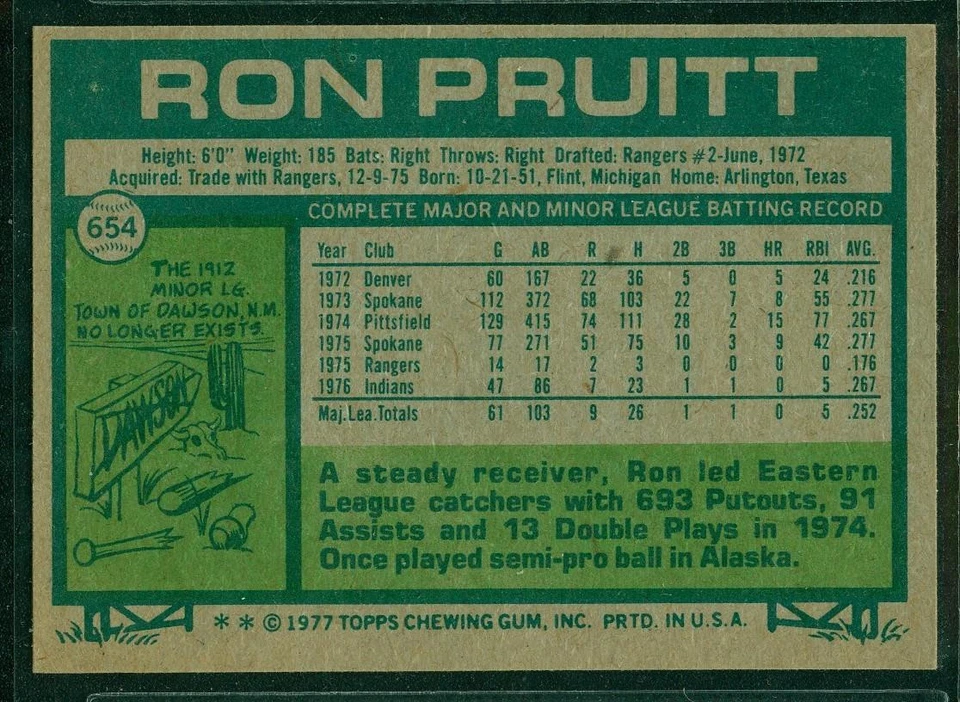 RON PRUITT
Height: 6'0" Weight: 185 Bats: Right Throws: Right Drafted: Rangers #2-June, 1972
Acquired: Trade with Rangers, 12-9-75 Born: 10-21-51, Flint, Michigan Home: Arlington, Texas
654
COMPLETE MAJOR AND MINOR LEAGUE BATTING RECORD
THE 1912
MINOR LG.
TOWN OF DAWSON, N.M.
NO LONGER EXISTS.
DAWSON
Year Club G AB R H 2B 3B HR RBI AVG.
1972 Denver 60 167 22 36 5 0 5 24 .216
1973 Spokane 112 372 68 103 22 7 8 55 .277
1974 Pittsfield 129 415 74 111 28 2 15 77 .267
1975 Spokane 77 271 51 75 10 3 9 42 .277
1975 Rangers 14 17 2 3 0 0 0 0 .176
1976 Indians 47 86 7 23 1 1 0 5 .267
Maj.Lea.Totals 61 103 9 26 1 1 0 5 .252
A steady receiver, Ron led Eastern
League catchers with 693 Putouts, 91
Assists and 13 Double Plays in 1974.
Once played semi-pro ball in Alaska.
* * © 1977 TOPPS CHEWING GUM, INC. PRTD. IN U.S.A.